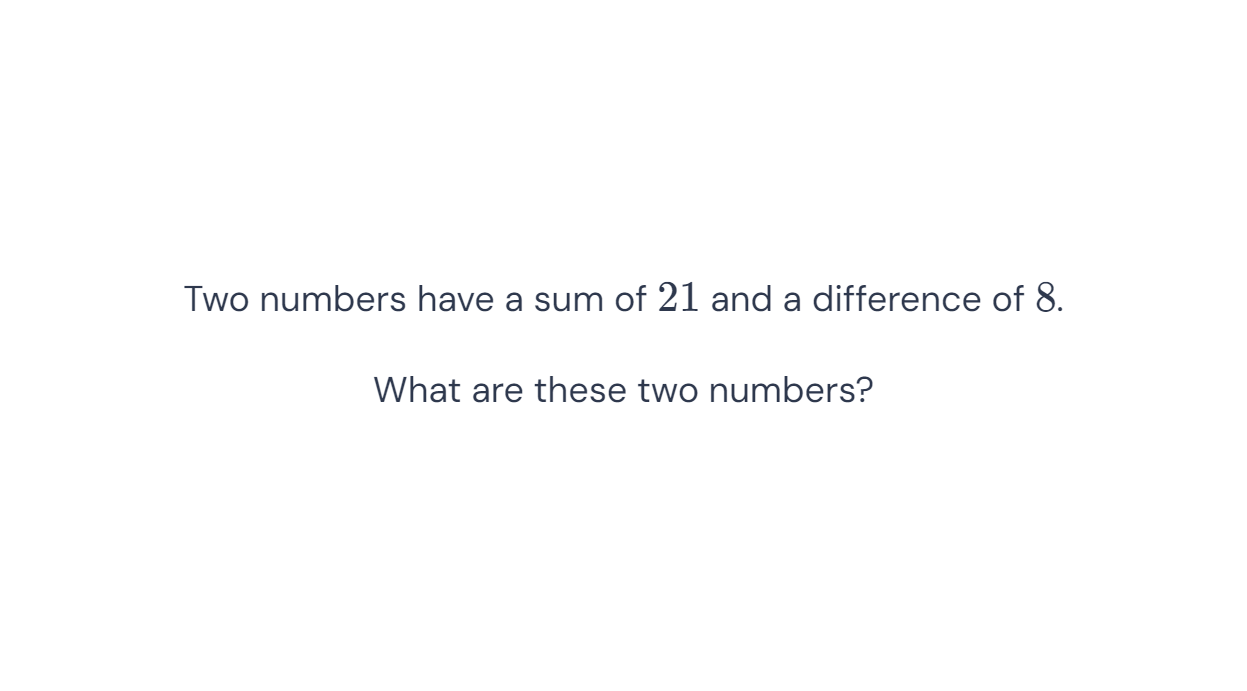 Two numbers have a sum of 21 and a difference of 8.
What are these two numbers?